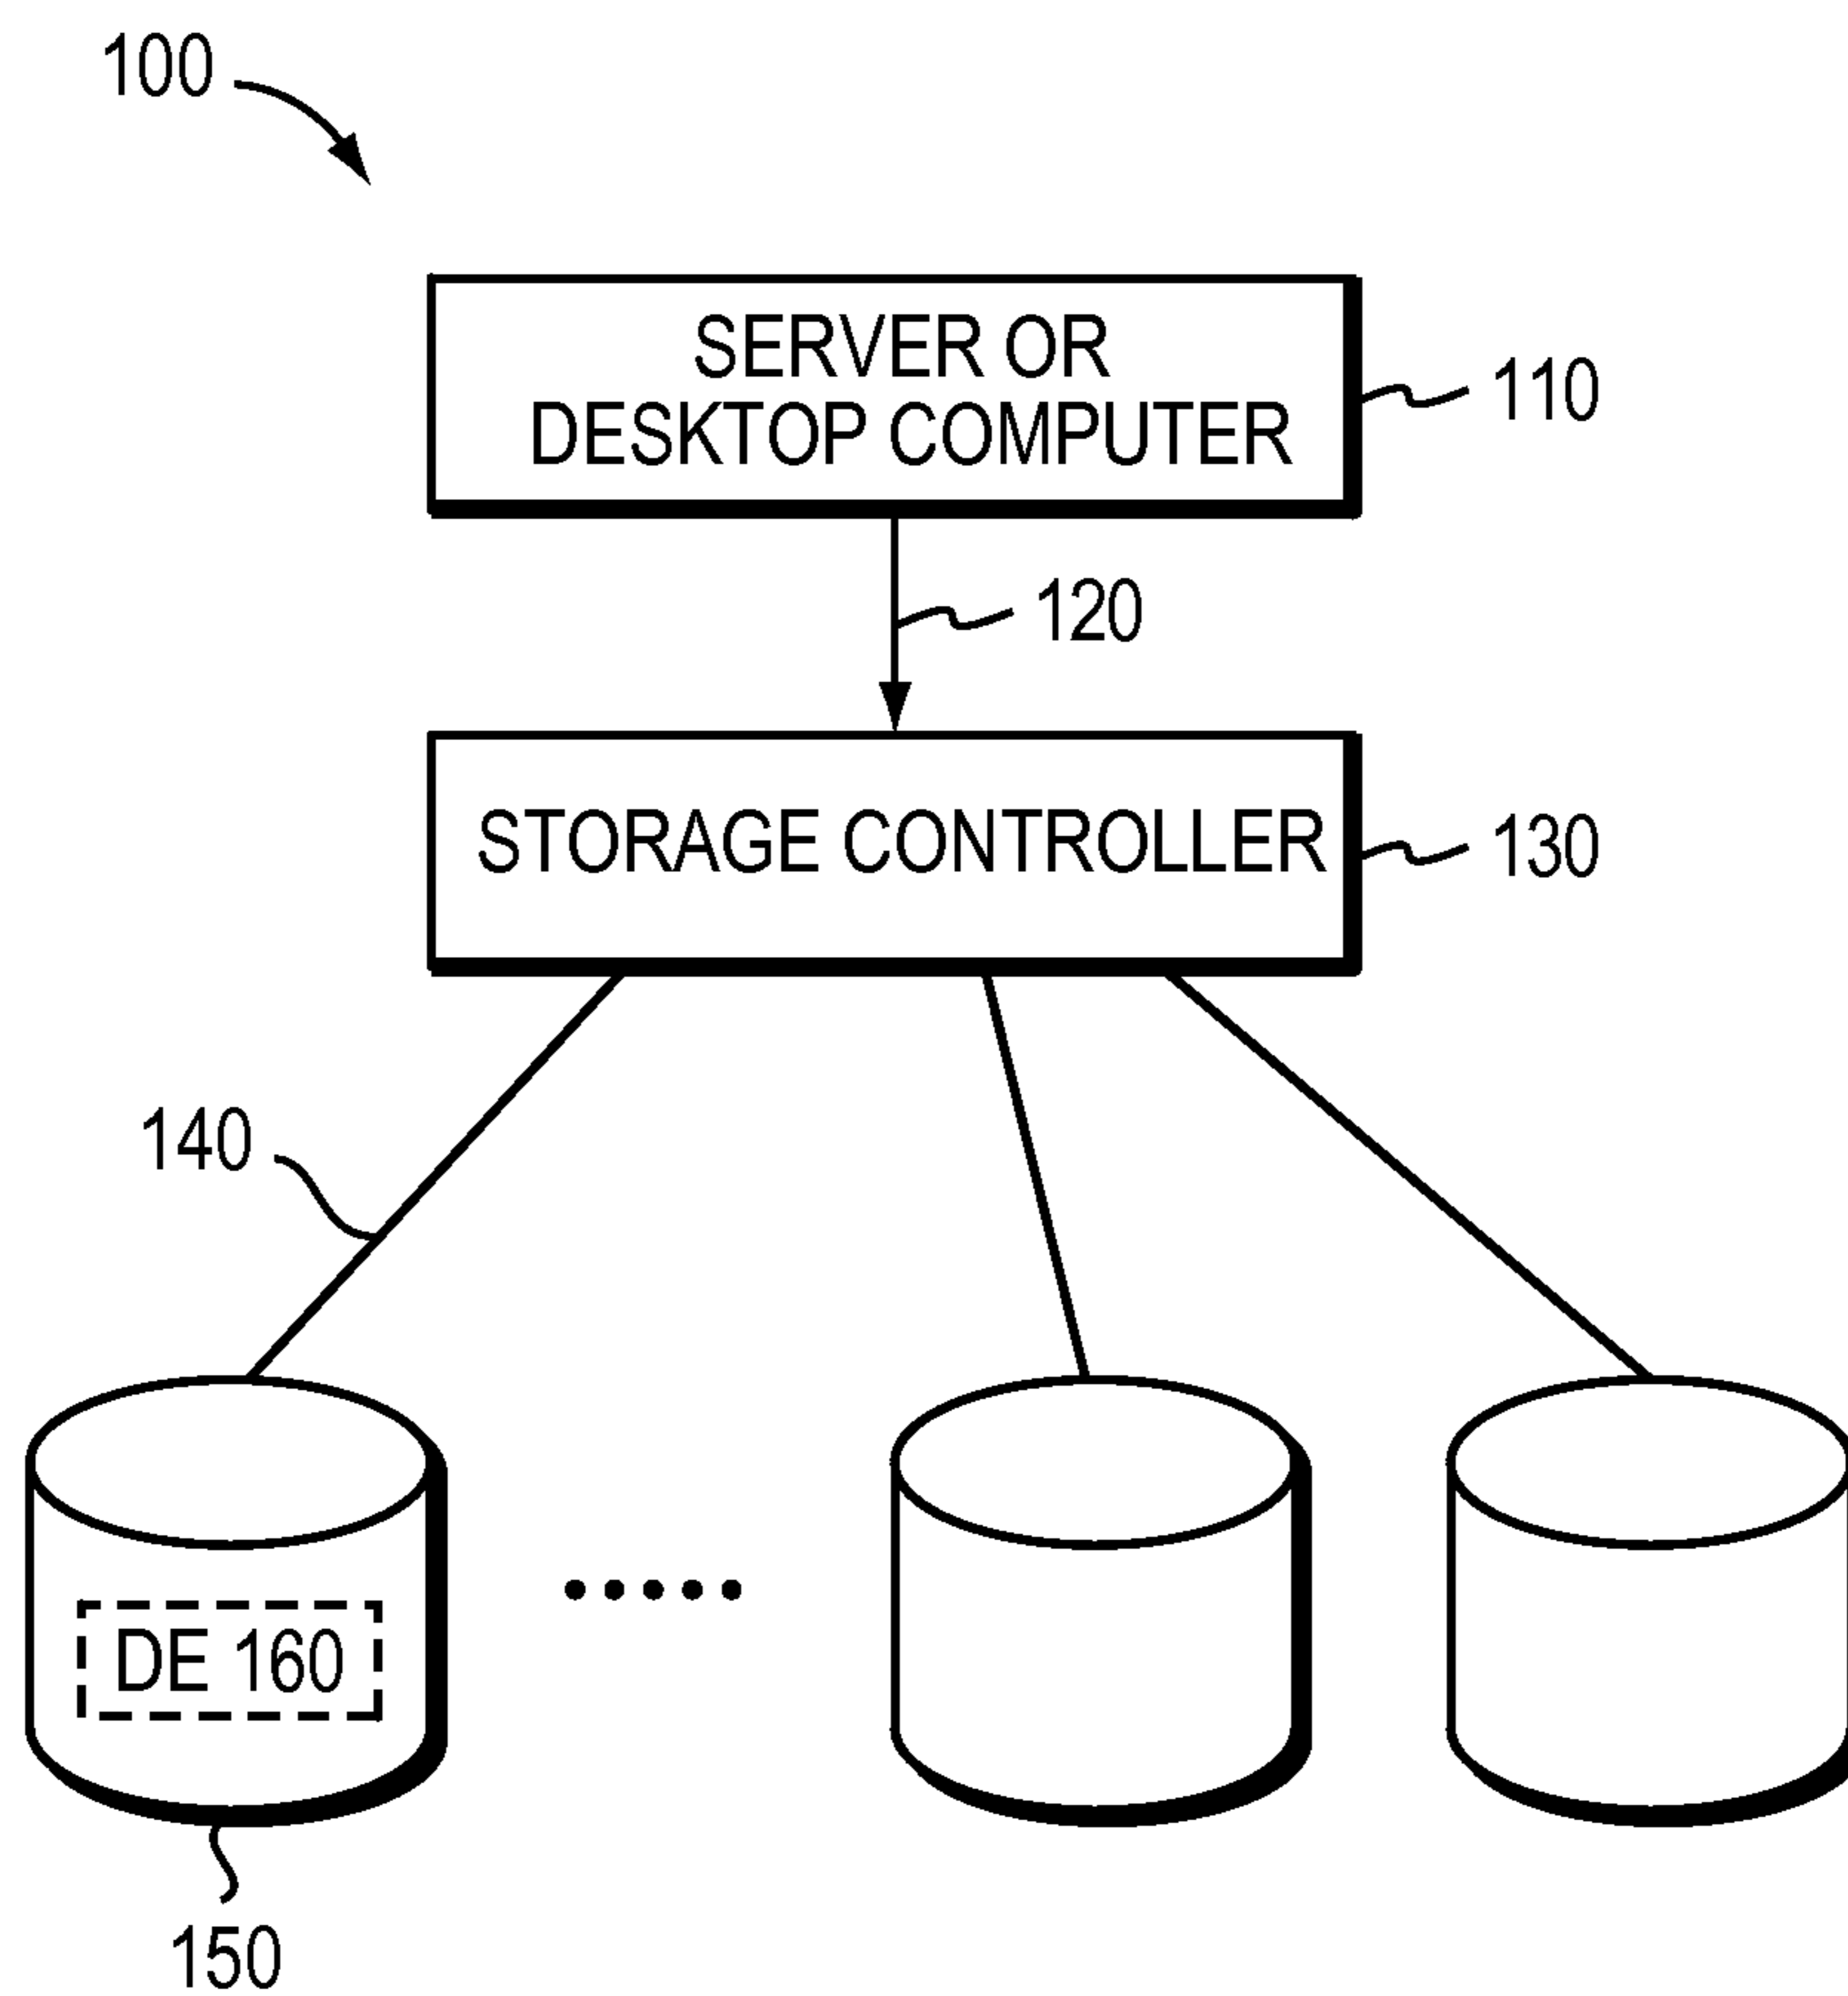 100
SERVER OR
DESKTOP COMPUTER
110
120
STORAGE CONTROLLER
130
140
DE 160
150